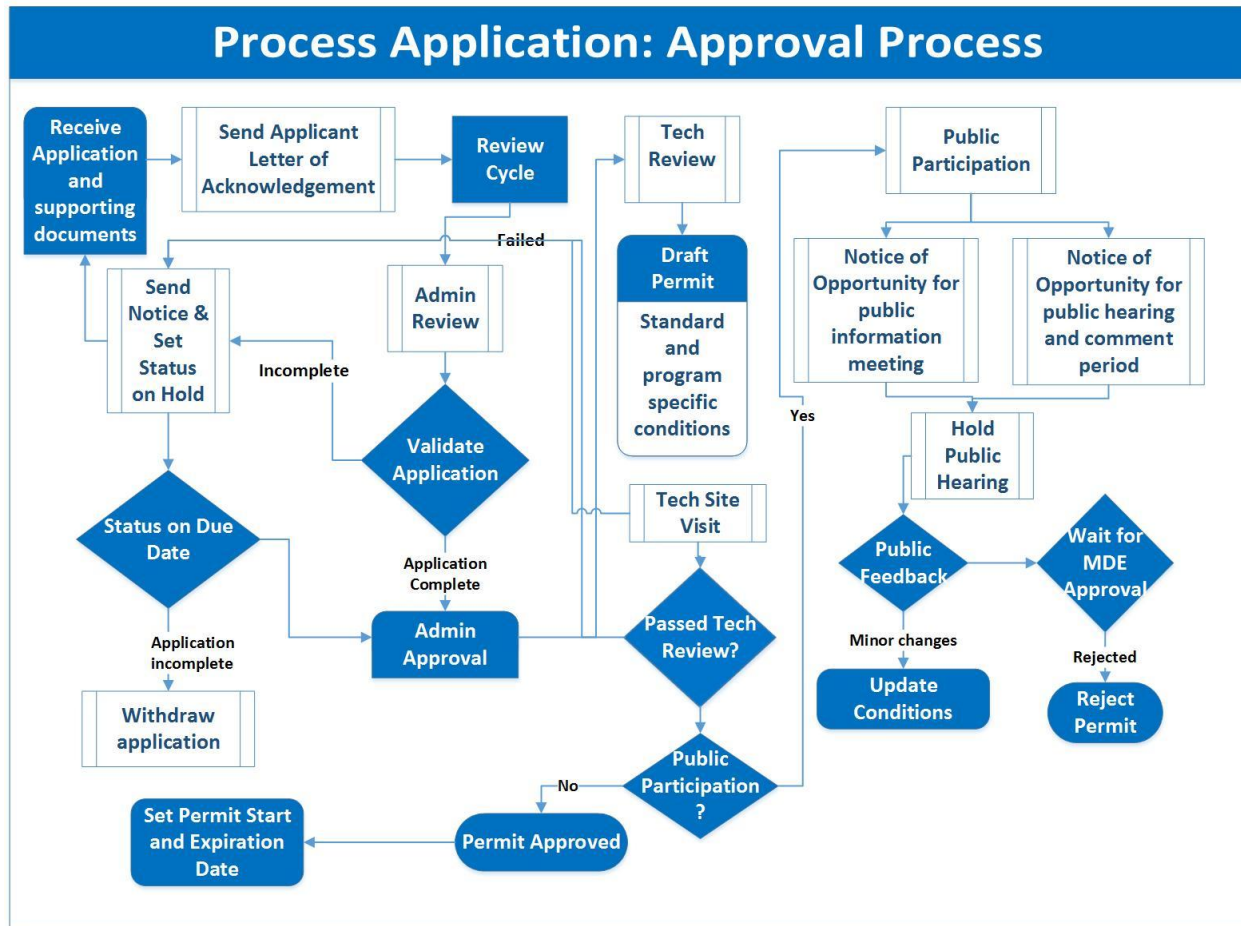 Process Application: Approval Process
Receive
Application
and
supporting
documents
Send Applicant
Letter of
Acknowledgement
Review
Cycle
Tech
Review
Public
Participation
Failed
Send
Notice &
Set
Status
on Hold
Admin
Review
Draft
Permit
Standard
and
program
specific
conditions
Notice of
Opportunity for
public
information
meeting
Notice of
Opportunity for
public hearing
and comment
period
Incomplete
Yes
Validate
Application
Hold
Public
Hearing
Status on Due
Date
Tech Site
Visit
Public
Feedback
Wait for
MDE
Approval
Application
Complete
Application
incomplete
Admin
Approval
Passed Tech
Review?
Minor changes
Rejected
Withdraw
application
Update
Conditions
Reject
Permit
Public
Participation
?
No
Set Permit Start
and Expiration
Date
Permit Approved